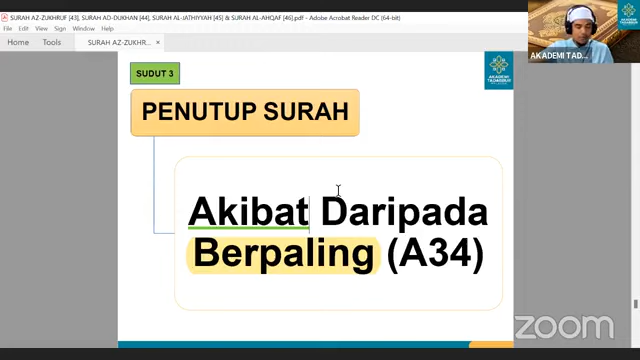 SURAH AZ-ZUKHRUF [43], SURAH AD-DUKHAN [44], SURAH AL-JATHIYYAH [45] & SURAH AL-AHQAF [46].pdf - Adobe Acrobat Reader DC (64-bit)
File Edit View Sign Window Help
Home Tools SURAH AZ-ZUKHR... ×
AKADEMI TAD...
SUDUT 3
AKADEMI
TADABBUR
PENUTUP SURAH
Akibat Daripada
Berpaling (A34)
zoom